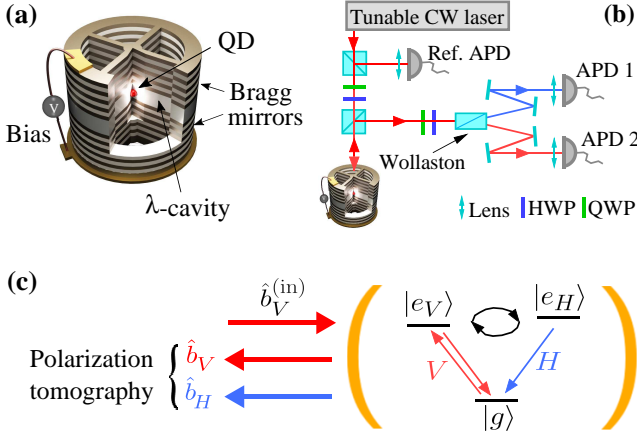 (a)
QD
V
Bias
Bragg
mirrors
λ-cavity
(b)
Tunable CW laser
Ref. APD
APD 1
APD 2
Wollaston
Lens HWP QWP
(c)
b̂_V^(in)
Polarization
tomography
b̂_V
b̂_H
|e_V⟩
|e_H⟩
V
H
|g⟩